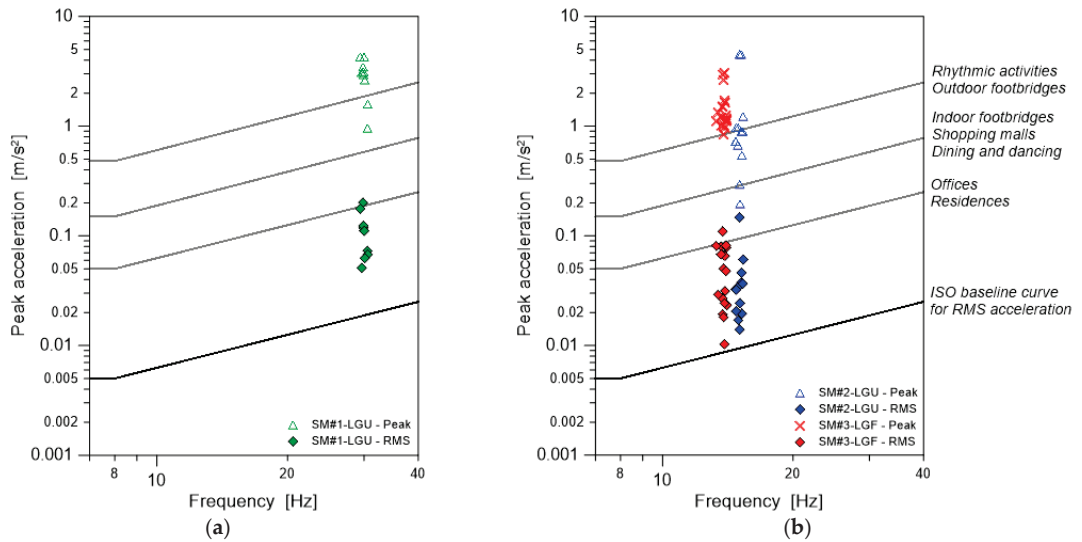 10
5
2
1
0.5
0.2
0.1
0.05
0.02
0.01
0.005
0.002
0.001
Peak acceleration [m/s²]
8
10
20
40
Frequency [Hz]
SM#1-LGU - Peak
SM#1-LGU - RMS
(a)
10
5
2
1
0.5
0.2
0.1
0.05
0.02
0.01
0.005
0.002
0.001
Peak acceleration [m/s²]
8
10
20
40
Frequency [Hz]
SM#2-LGU - Peak
SM#2-LGU - RMS
SM#3-LGF - Peak
SM#3-LGF - RMS
(b)
Rhythmic activities
Outdoor footbridges
Indoor footbridges
Shopping malls
Dining and dancing
Offices
Residences
ISO baseline curve
for RMS acceleration